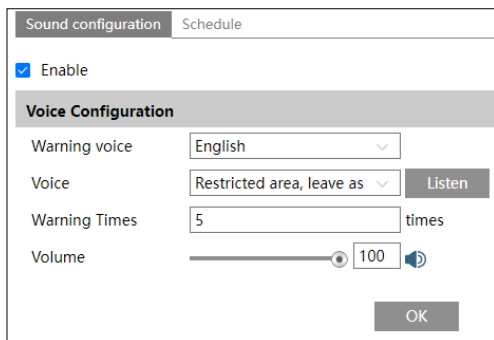 Sound configuration Schedule
Enable
Voice Configuration
Warning voice English
Voice Restricted area, leave as Listen
Warning Times 5 times
Volume 100
OK